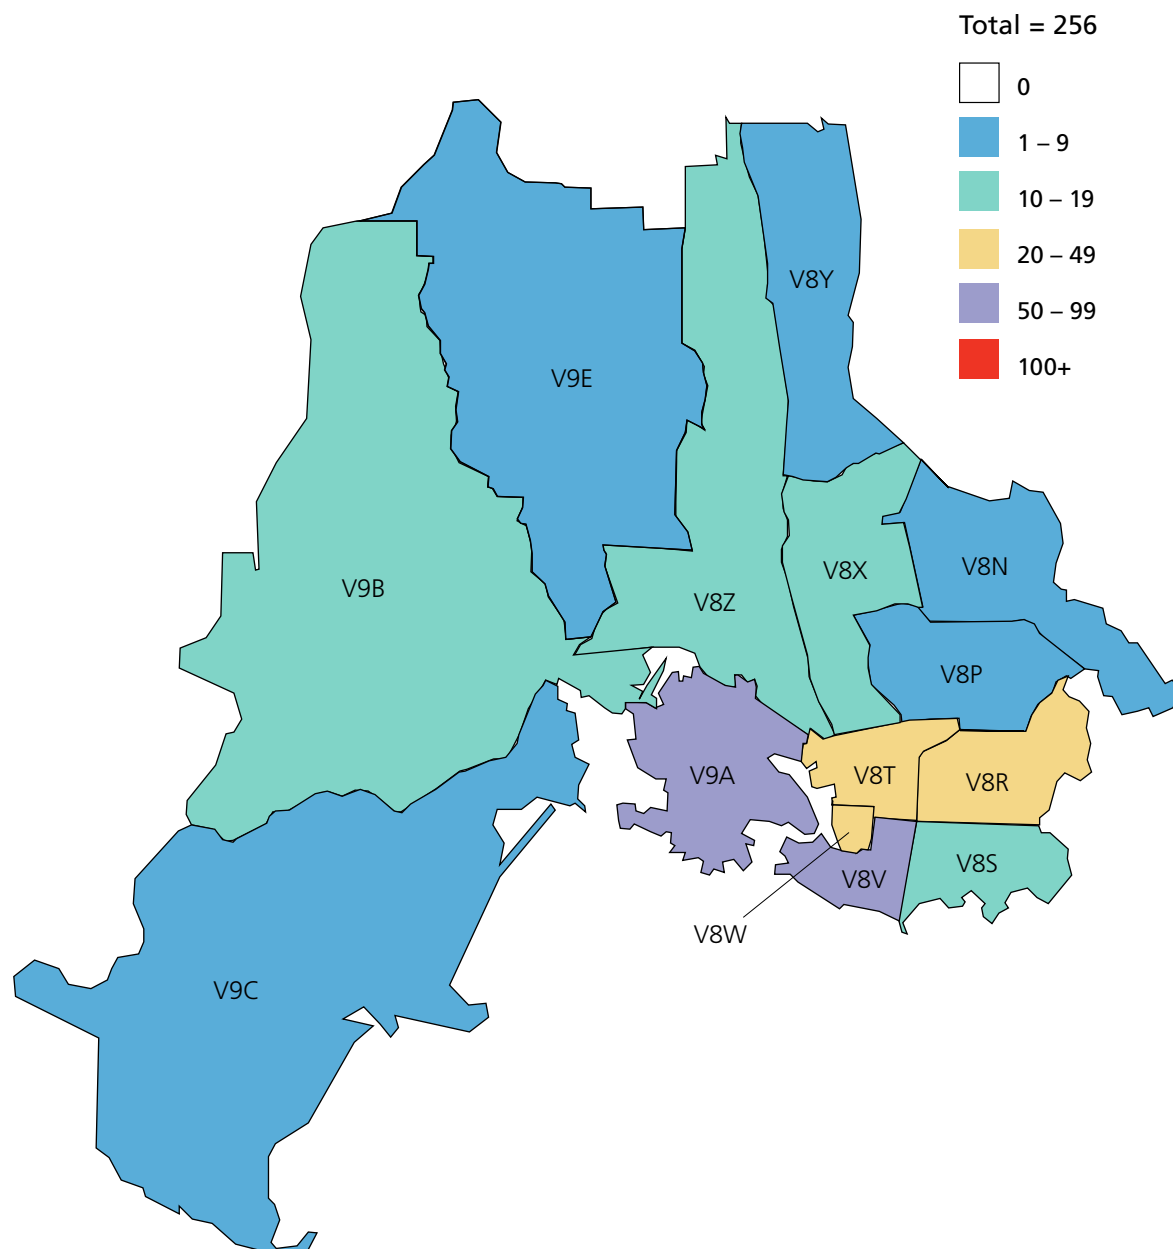 Total = 256
0
1 – 9
10 – 19
20 – 49
50 – 99
100+
V8Y
V9E
V8N
V8X
V9B
V8Z
V8P
V9A
V8T
V8R
V8S
V8V
V8W
V9C